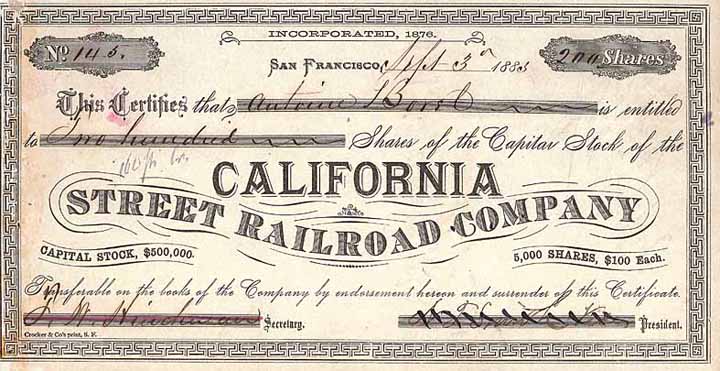 INCORPORATED, 1876.
No. 145.
200 Shares
SAN FRANCISCO, Sept 3d 1883
This Certifies that Antoine Borel is entitled
to Two hundred Shares of the Capital Stock of the
CALIFORNIA
STREET RAILROAD COMPANY
CAPITAL STOCK, $500,000.
5,000 SHARES, $100 Each.
Transferable on the books of the Company by endorsement hereon and surrender of this Certificate.
Secretary.
President.
Crocker & Co's print, S. F.